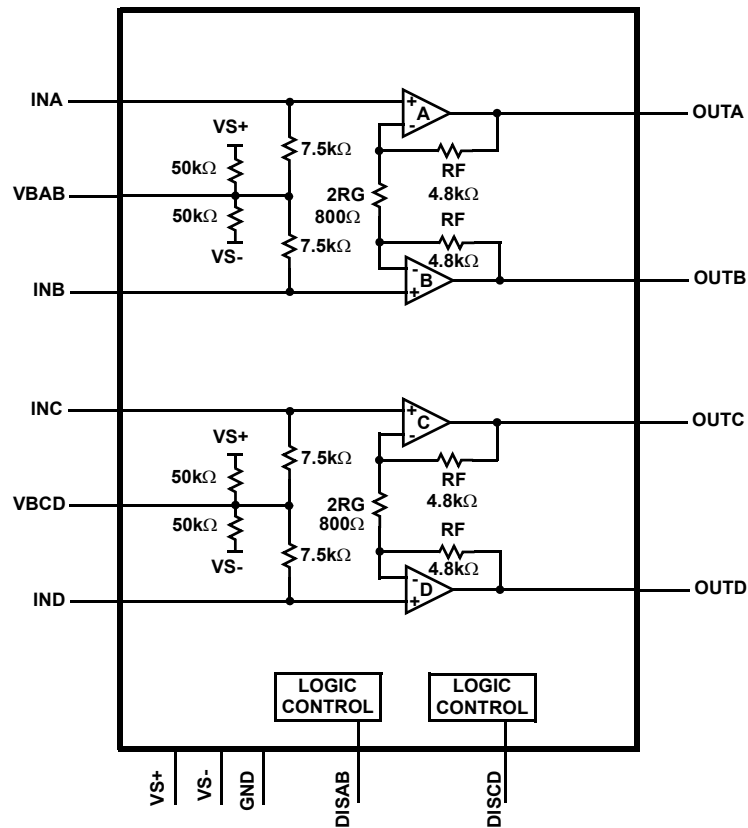 INA
OUTA
+
A
-
VS+
7.5kΩ
50kΩ
RF
4.8kΩ
VBAB
2RG
800Ω
50kΩ
RF
4.8kΩ
VS-
7.5kΩ
-
B
+
INB
OUTB
INC
OUTC
+
C
-
VS+
7.5kΩ
50kΩ
RF
4.8kΩ
VBCD
2RG
800Ω
50kΩ
RF
4.8kΩ
VS-
7.5kΩ
-
D
+
IND
OUTD
LOGIC
CONTROL
LOGIC
CONTROL
VS+
VS-
GND
DISAB
DISCD